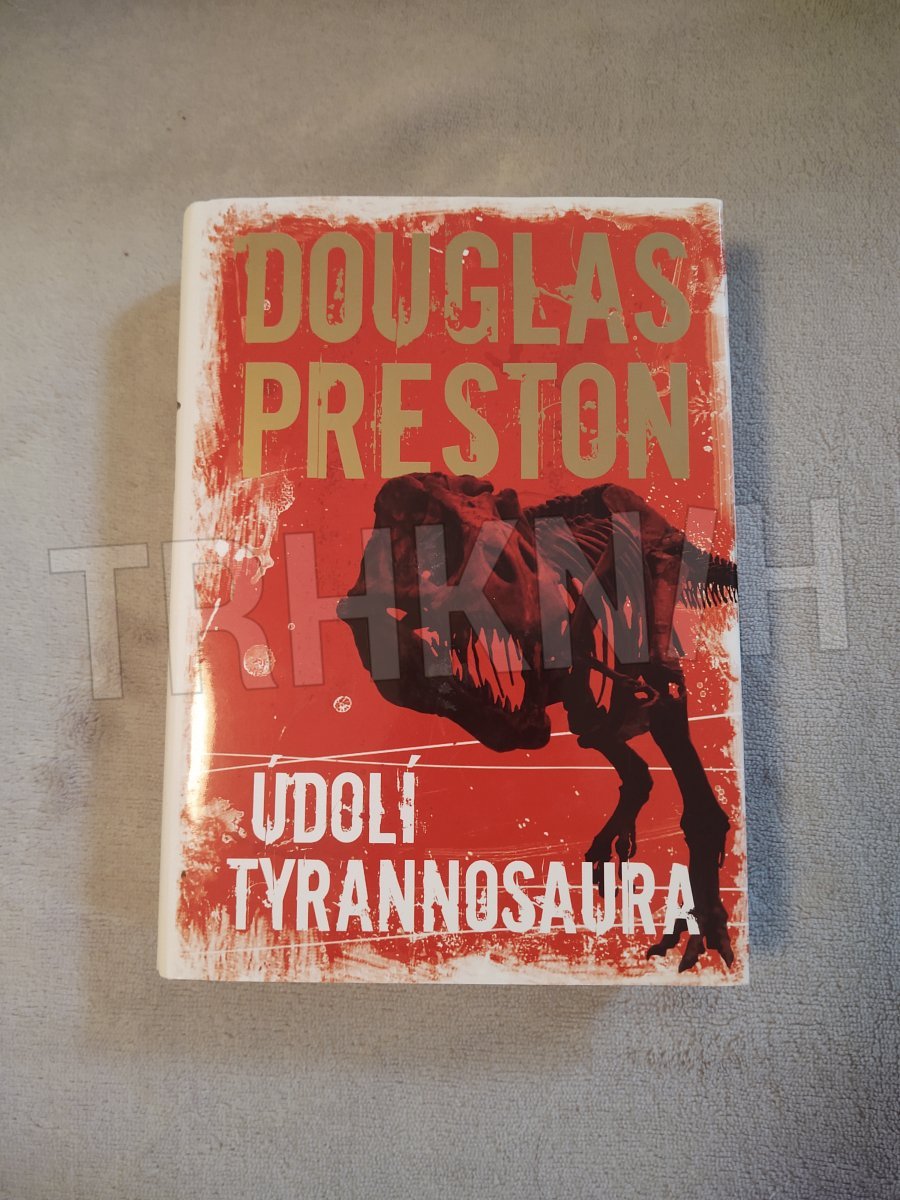 DOUGLAS
PRESTON
TRHKNIH
ÚDOLÍ
TYRANNOSAURA